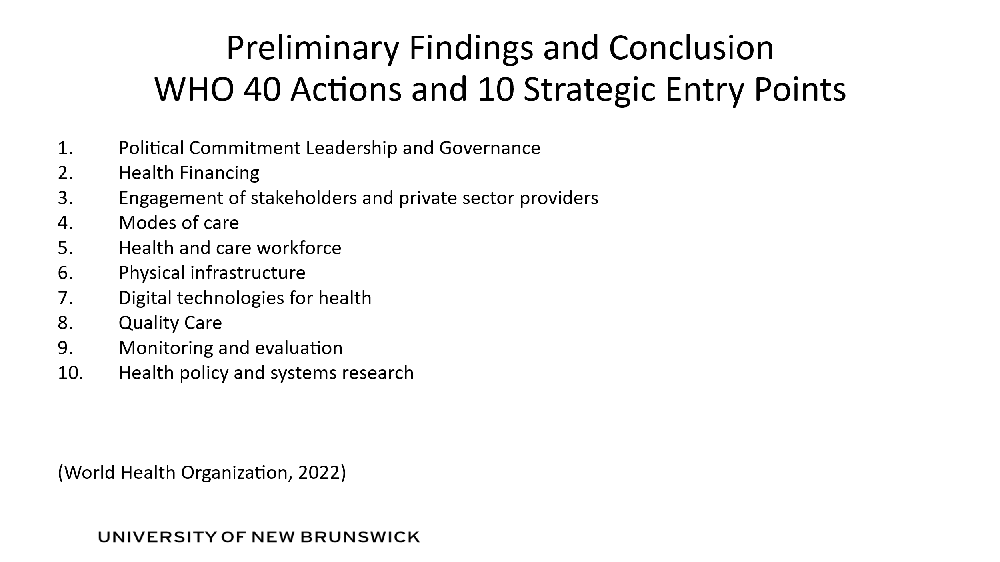 Preliminary Findings and Conclusion
WHO 40 Actions and 10 Strategic Entry Points
1. Political Commitment Leadership and Governance
2. Health Financing
3. Engagement of stakeholders and private sector providers
4. Modes of care
5. Health and care workforce
6. Physical infrastructure
7. Digital technologies for health
8. Quality Care
9. Monitoring and evaluation
10. Health policy and systems research
(World Health Organization, 2022)
UNIVERSITY OF NEW BRUNSWICK